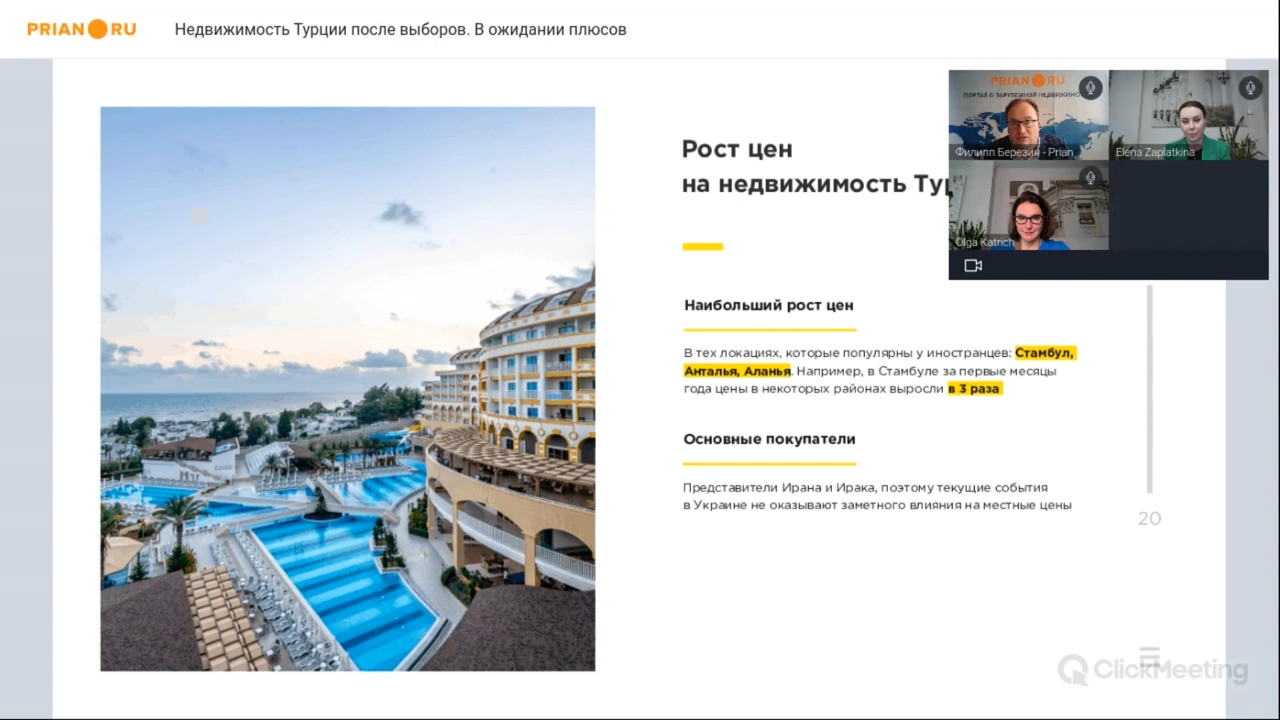 PRIAN RU
Недвижимость Турции после выборов. В ожидании плюсов
PRIAN RU
Филипп Березин - Prian
Elena Zaplatkina
Olga Katrich
Рост цен
на недвижимость Тур
Наибольший рост цен
В тех локациях, которые популярны у иностранцев: Стамбул,
Анталья, Аланья. Например, в Стамбуле за первые месяцы
года цены в некоторых районах выросли в 3 раза
Основные покупатели
Представители Ирана и Ирака, поэтому текущие события
в Украине не оказывают заметного влияния на местные цены
20
ClickMeeting